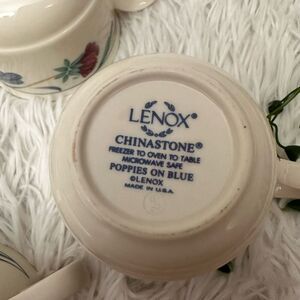 LENOX®
CHINASTONE®
FREEZER TO OVEN TO TABLE
MICROWAVE SAFE
POPPIES ON BLUE
©LENOX
MADE IN U.S.A.